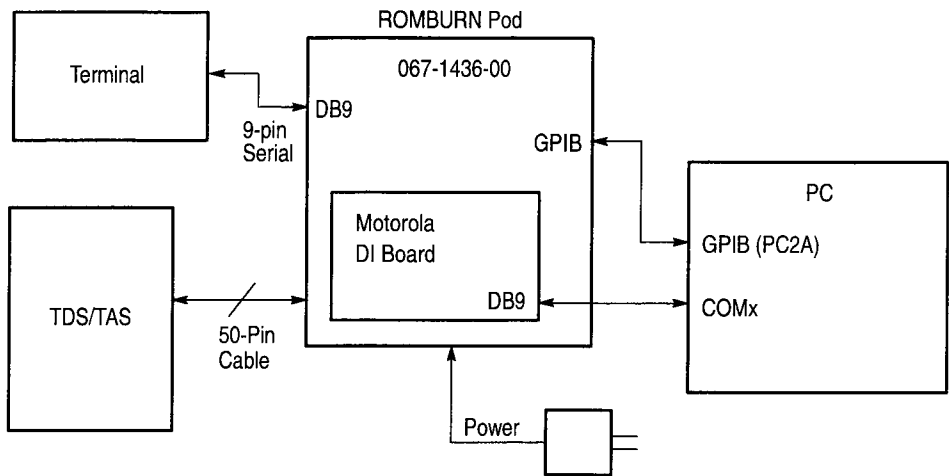 ROMBURN Pod
067-1436-00
Terminal
DB9
9-pin
Serial
GPIB
PC
Motorola
DI Board
GPIB (PC2A)
DB9
COMx
TDS/TAS
50-Pin
Cable
Power